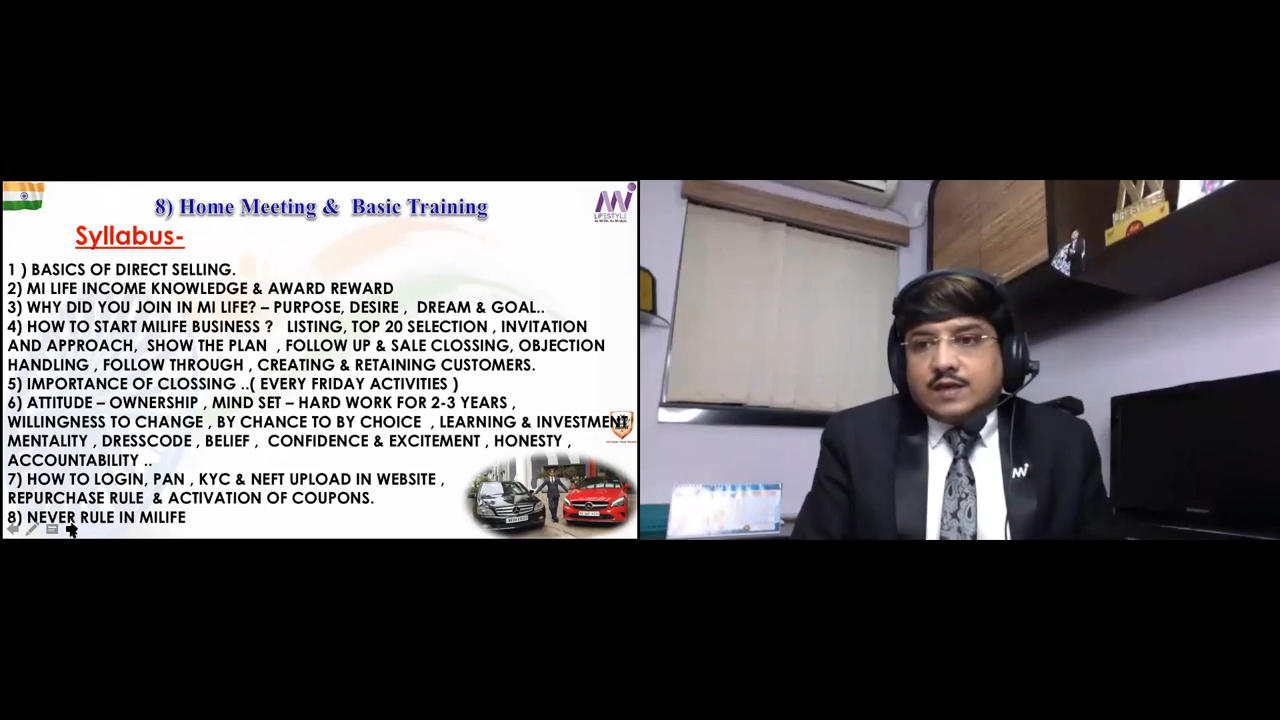 8) Home Meeting & Basic Training
Mi
LIFESTYLE
Syllabus-
1 ) BASICS OF DIRECT SELLING.
2) MI LIFE INCOME KNOWLEDGE & AWARD REWARD
3) WHY DID YOU JOIN IN MI LIFE? – PURPOSE, DESIRE , DREAM & GOAL..
4) HOW TO START MILIFE BUSINESS ? LISTING, TOP 20 SELECTION , INVITATION
AND APPROACH, SHOW THE PLAN , FOLLOW UP & SALE CLOSSING, OBJECTION
HANDLING , FOLLOW THROUGH , CREATING & RETAINING CUSTOMERS.
5) IMPORTANCE OF CLOSSING ..( EVERY FRIDAY ACTIVITIES )
6) ATTITUDE – OWNERSHIP , MIND SET – HARD WORK FOR 2-3 YEARS ,
WILLINGNESS TO CHANGE , BY CHANCE TO BY CHOICE , LEARNING & INVESTMENT
MENTALITY , DRESSCODE , BELIEF , CONFIDENCE & EXCITEMENT , HONESTY ,
ACCOUNTABILITY ..
7) HOW TO LOGIN, PAN , KYC & NEFT UPLOAD IN WEBSITE ,
REPURCHASE RULE & ACTIVATION OF COUPONS.
8) NEVER RULE IN MILIFE